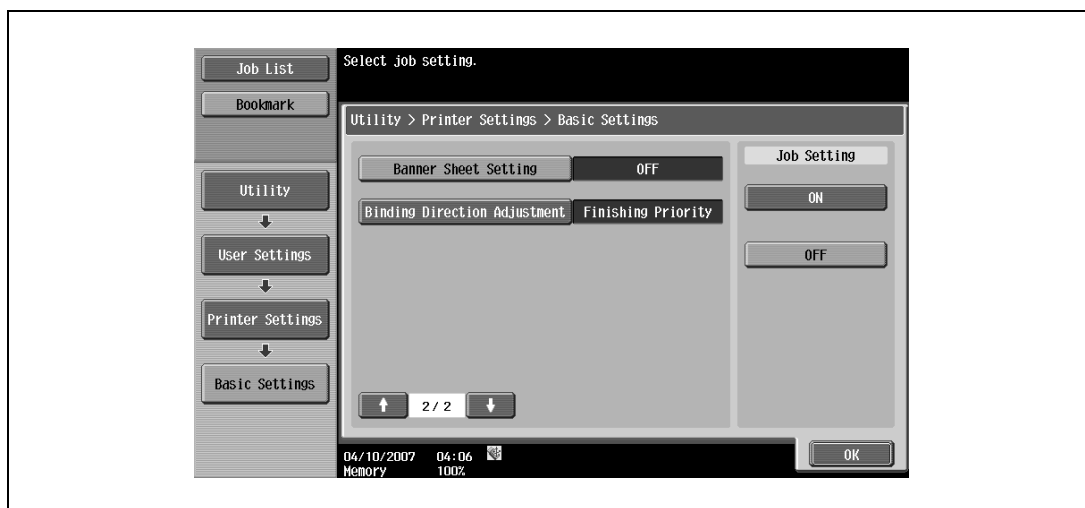 Job List
Bookmark
Utility
User Settings
Printer Settings
Basic Settings
Select job setting.
Utility > Printer Settings > Basic Settings
Banner Sheet Setting OFF
Binding Direction Adjustment Finishing Priority
2/ 2
Job Setting
ON
OFF
04/10/2007 04:06
Memory 100%
OK